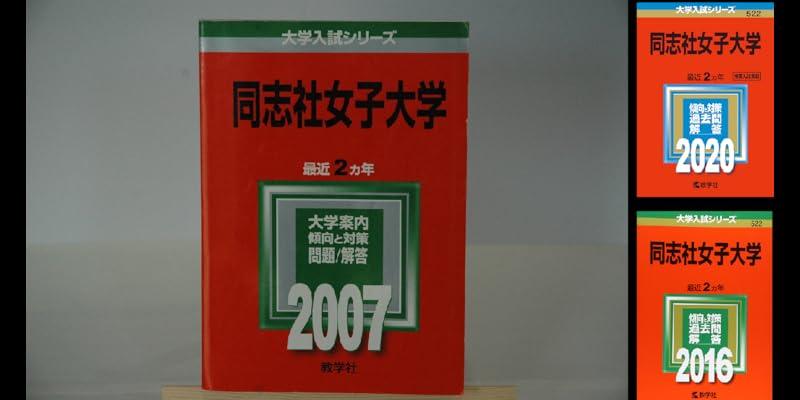 大学入試シリーズ
同志社女子大学
最近2カ年
大学案内
傾向と対策
問題/解答
2007
教学社
大学入試シリーズ
522
同志社女子大学
最近2カ年
傾向と対策
過去問
解答
2020
教学社
大学入試シリーズ
522
同志社女子大学
最近2カ年
傾向と対策
過去問
解答
2016
教学社